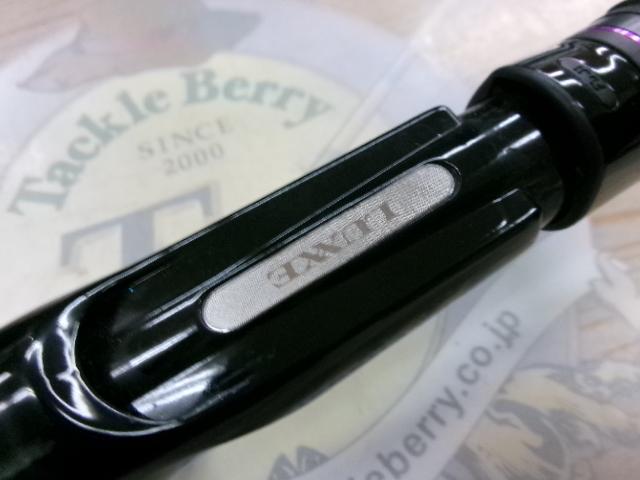 Tackle Berry
SINCE
2000
T
LUXXE
leberry.co.jp